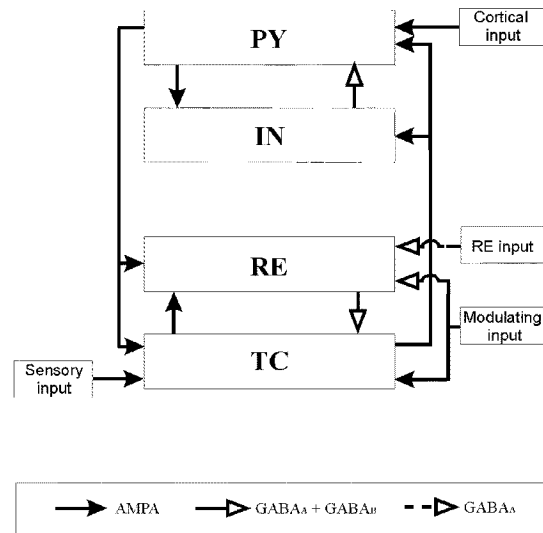 PY
Cortical
input
IN
RE
RE input
Modulating
input
TC
Sensory
input
AMPA
GABAA + GABAB
GABAA